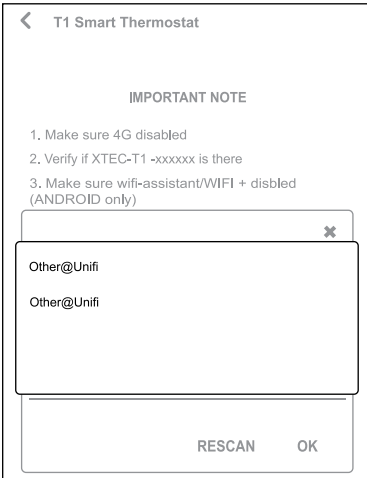 T1 Smart Thermostat
IMPORTANT NOTE
1. Make sure 4G disabled
2. Verify if XTEC-T1 -xxxxxx is there
3. Make sure wifi-assistant/WIFI + disbled
(ANDROID only)
Other@Unifi
Other@Unifi
RESCAN OK